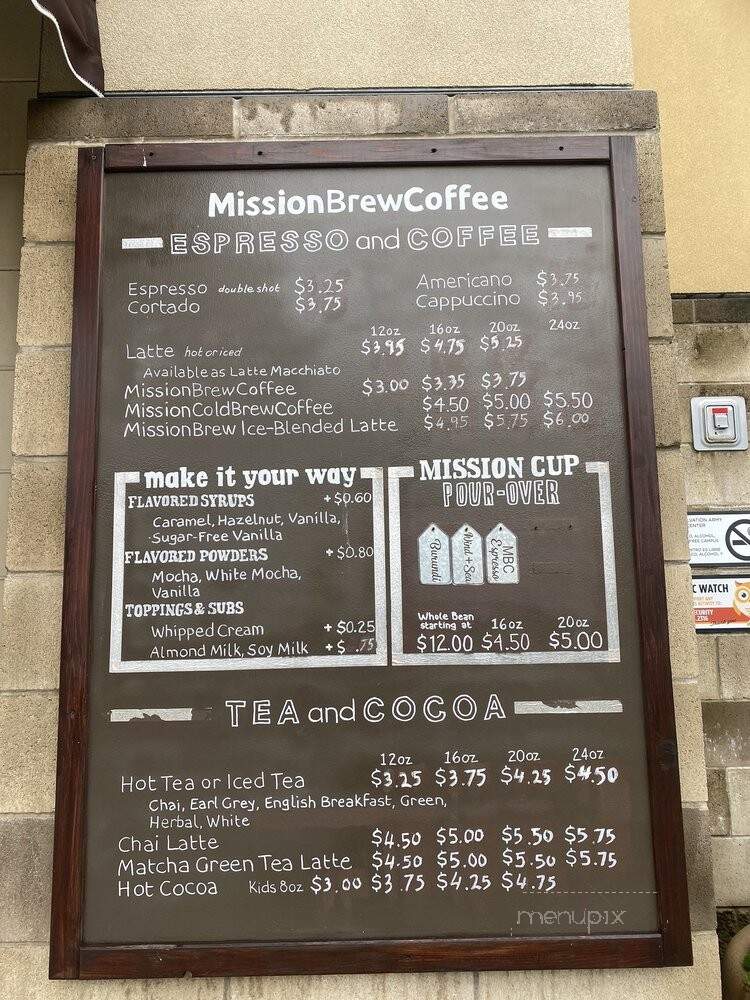 MissionBrewCoffee
ESPRESSO and COFFEE
Espresso double shot $3.25
Cortado $3.75
Americano $3.75
Cappuccino $3.95
12oz 16oz 20oz 24oz
Latte hot or iced $3.95 $4.75 $5.25
Available as Latte Macchiato
MissionBrewCoffee $3.00 $3.35 $3.75
MissionColdBrewCoffee $4.50 $5.00 $5.50
MissionBrew Ice-Blended Latte $4.95 $5.75 $6.00
make it your way
FLAVORED SYRUPS +$0.60
Caramel, Hazelnut, Vanilla,
Sugar-Free Vanilla
FLAVORED POWDERS +$0.80
Mocha, White Mocha,
Vanilla
TOPPINGS & SUBS
Whipped Cream +$0.25
Almond Milk, Soy Milk +$ .75
MISSION CUP
POUR-OVER
Burundi
Wind + Sea
MBC
Espresso
Whole Bean
starting at 16oz 20oz
$12.00 $4.50 $5.00
TEA and COCOA
12oz 16oz 20oz 24oz
Hot Tea or Iced Tea $3.25 $3.75 $4.25 $4.50
Chai, Earl Grey, English Breakfast, Green,
Herbal, White
Chai Latte $4.50 $5.00 $5.50 $5.75
Matcha Green Tea Latte $4.50 $5.00 $5.50 $5.75
Hot Cocoa Kids 8oz $3.00 $3.75 $4.25 $4.75
menupix
C WATCH